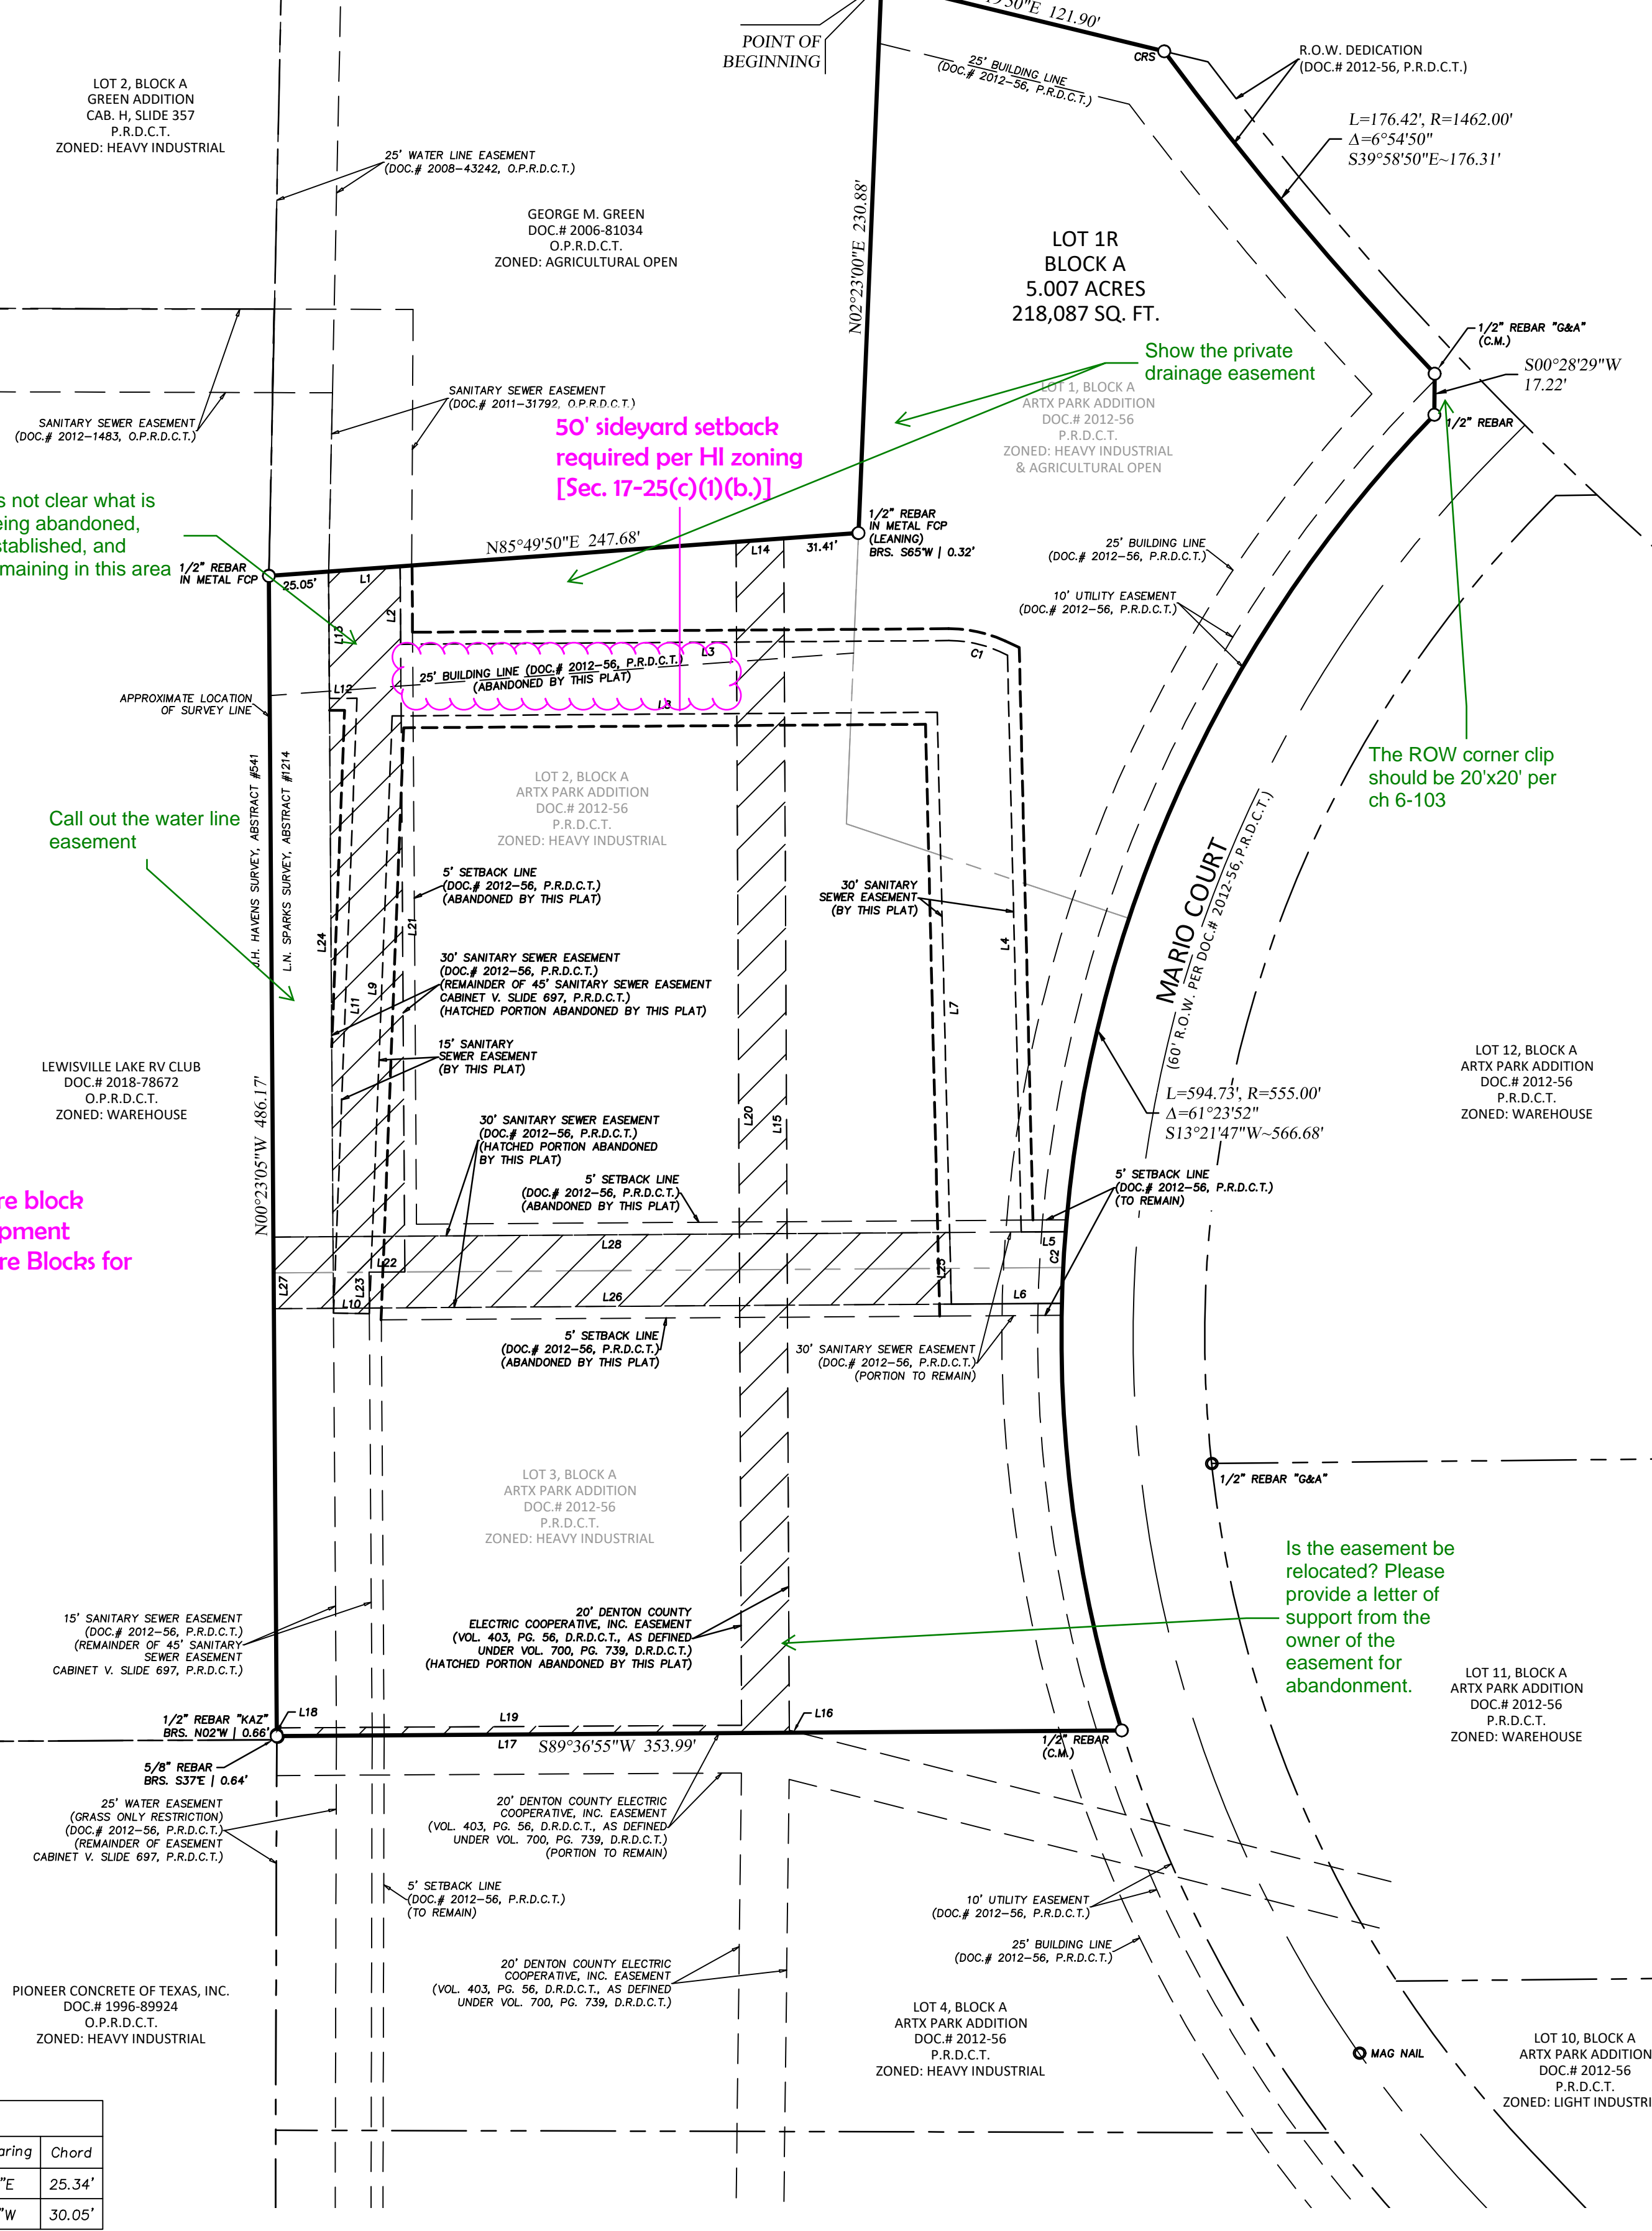 POINT OF
BEGINNING
121.90'
CRS
25' BUILDING LINE
(DOC.# 2012-56, P.R.D.C.T.)
R.O.W. DEDICATION
(DOC.# 2012-56, P.R.D.C.T.)
L=176.42', R=1462.00'
Δ=6°54'50"
S39°58'50"E~176.31'
LOT 2, BLOCK A
GREEN ADDITION
CAB. H, SLIDE 357
P.R.D.C.T.
ZONED: HEAVY INDUSTRIAL
25' WATER LINE EASEMENT
(DOC.# 2008-43242, O.P.R.D.C.T.)
GEORGE M. GREEN
DOC.# 2006-81034
O.P.R.D.C.T.
ZONED: AGRICULTURAL OPEN
N02°23'00"E 230.88'
LOT 1R
BLOCK A
5.007 ACRES
218,087 SQ. FT.
1/2" REBAR "G&A"
(C.M.)
S00°28'29"W
17.22'
1/2" REBAR
Show the private
drainage easement
LOT 1, BLOCK A
ARTX PARK ADDITION
DOC.# 2012-56
P.R.D.C.T.
ZONED: HEAVY INDUSTRIAL
& AGRICULTURAL OPEN
SANITARY SEWER EASEMENT
(DOC.# 2011-31792, O.P.R.D.C.T.)
SANITARY SEWER EASEMENT
(DOC.# 2012-1483, O.P.R.D.C.T.)
50' sideyard setback
required per HI zoning
[Sec. 17-25(c)(1)(b.)]
s not clear what is
eing abandoned,
stablished, and
maining in this area
1/2" REBAR
IN METAL FCP
25.05'
L1
N85°49'50"E 247.68'
L14
31.41'
1/2" REBAR
IN METAL FCP
(LEANING)
BRS. S65°W | 0.32'
25' BUILDING LINE
(DOC.# 2012-56, P.R.D.C.T.)
10' UTILITY EASEMENT
(DOC.# 2012-56, P.R.D.C.T.)
L2
L13
L3
C1
25' BUILDING LINE (DOC.# 2012-56, P.R.D.C.T.)
(ABANDONED BY THIS PLAT)
L12
L3
APPROXIMATE LOCATION
OF SURVEY LINE
J.H. HAVENS SURVEY, ABSTRACT #541
L.N. SPARKS SURVEY, ABSTRACT #1214
LOT 2, BLOCK A
ARTX PARK ADDITION
DOC.# 2012-56
P.R.D.C.T.
ZONED: HEAVY INDUSTRIAL
The ROW corner clip
should be 20'x20' per
ch 6-103
Call out the water line
easement
5' SETBACK LINE
(DOC.# 2012-56, P.R.D.C.T.)
(ABANDONED BY THIS PLAT)
30' SANITARY
SEWER EASEMENT
(BY THIS PLAT)
MARIO COURT
(60' R.O.W. PER DOC.# 2012-56, P.R.D.C.T.)
L24
L21
L4
30' SANITARY SEWER EASEMENT
(DOC.# 2012-56, P.R.D.C.T.)
(REMAINDER OF 45' SANITARY SEWER EASEMENT
CABINET V. SLIDE 697, P.R.D.C.T.)
(HATCHED PORTION ABANDONED BY THIS PLAT)
L11
L9
L7
15' SANITARY
SEWER EASEMENT
(BY THIS PLAT)
LEWISVILLE LAKE RV CLUB
DOC.# 2018-78672
O.P.R.D.C.T.
ZONED: WAREHOUSE
N00°23'05"W 486.17'
LOT 12, BLOCK A
ARTX PARK ADDITION
DOC.# 2012-56
P.R.D.C.T.
ZONED: WAREHOUSE
L=594.73', R=555.00'
Δ=61°23'52"
S13°21'47"W~566.68'
30' SANITARY SEWER EASEMENT
(DOC.# 2012-56, P.R.D.C.T.)
(HATCHED PORTION ABANDONED
BY THIS PLAT)
L20
L15
5' SETBACK LINE
(DOC.# 2012-56, P.R.D.C.T.)
(ABANDONED BY THIS PLAT)
5' SETBACK LINE
(DOC.# 2012-56, P.R.D.C.T.)
(TO REMAIN)
re block
pment
re Blocks for
L28
L5
C2
L22
L27
L23
L25
L10
L26
L6
5' SETBACK LINE
(DOC.# 2012-56, P.R.D.C.T.)
(ABANDONED BY THIS PLAT)
30' SANITARY SEWER EASEMENT
(DOC.# 2012-56, P.R.D.C.T.)
(PORTION TO REMAIN)
LOT 3, BLOCK A
ARTX PARK ADDITION
DOC.# 2012-56
P.R.D.C.T.
ZONED: HEAVY INDUSTRIAL
1/2" REBAR "G&A"
Is the easement be
relocated? Please
provide a letter of
support from the
owner of the
easement for
abandonment.
15' SANITARY SEWER EASEMENT
(DOC.# 2012-56, P.R.D.C.T.)
(REMAINDER OF 45' SANITARY
SEWER EASEMENT
CABINET V. SLIDE 697, P.R.D.C.T.)
20' DENTON COUNTY
ELECTRIC COOPERATIVE, INC. EASEMENT
(VOL. 403, PG. 56, D.R.D.C.T., AS DEFINED
UNDER VOL. 700, PG. 739, D.R.D.C.T.)
(HATCHED PORTION ABANDONED BY THIS PLAT)
LOT 11, BLOCK A
ARTX PARK ADDITION
DOC.# 2012-56
P.R.D.C.T.
ZONED: WAREHOUSE
1/2" REBAR "KAZ"
BRS. N02°W | 0.66'
L18
L19
L16
L17
S89°36'55"W 353.99'
1/2" REBAR
(C.M.)
5/8" REBAR
BRS. S37°E | 0.64'
25' WATER EASEMENT
(GRASS ONLY RESTRICTION)
(DOC.# 2012-56, P.R.D.C.T.)
(REMAINDER OF EASEMENT
CABINET V. SLIDE 697, P.R.D.C.T.)
20' DENTON COUNTY ELECTRIC
COOPERATIVE, INC. EASEMENT
(VOL. 403, PG. 56, D.R.D.C.T., AS DEFINED
UNDER VOL. 700, PG. 739, D.R.D.C.T.)
(PORTION TO REMAIN)
5' SETBACK LINE
(DOC.# 2012-56, P.R.D.C.T.)
(TO REMAIN)
10' UTILITY EASEMENT
(DOC.# 2012-56, P.R.D.C.T.)
25' BUILDING LINE
(DOC.# 2012-56, P.R.D.C.T.)
20' DENTON COUNTY ELECTRIC
COOPERATIVE, INC. EASEMENT
(VOL. 403, PG. 56, D.R.D.C.T., AS DEFINED
UNDER VOL. 700, PG. 739, D.R.D.C.T.)
PIONEER CONCRETE OF TEXAS, INC.
DOC.# 1996-89924
O.P.R.D.C.T.
ZONED: HEAVY INDUSTRIAL
LOT 4, BLOCK A
ARTX PARK ADDITION
DOC.# 2012-56
P.R.D.C.T.
ZONED: HEAVY INDUSTRIAL
MAG NAIL
LOT 10, BLOCK A
ARTX PARK ADDITION
DOC.# 2012-56
P.R.D.C.T.
ZONED: LIGHT INDUSTRI
aring Chord
"E 25.34'
"W 30.05'